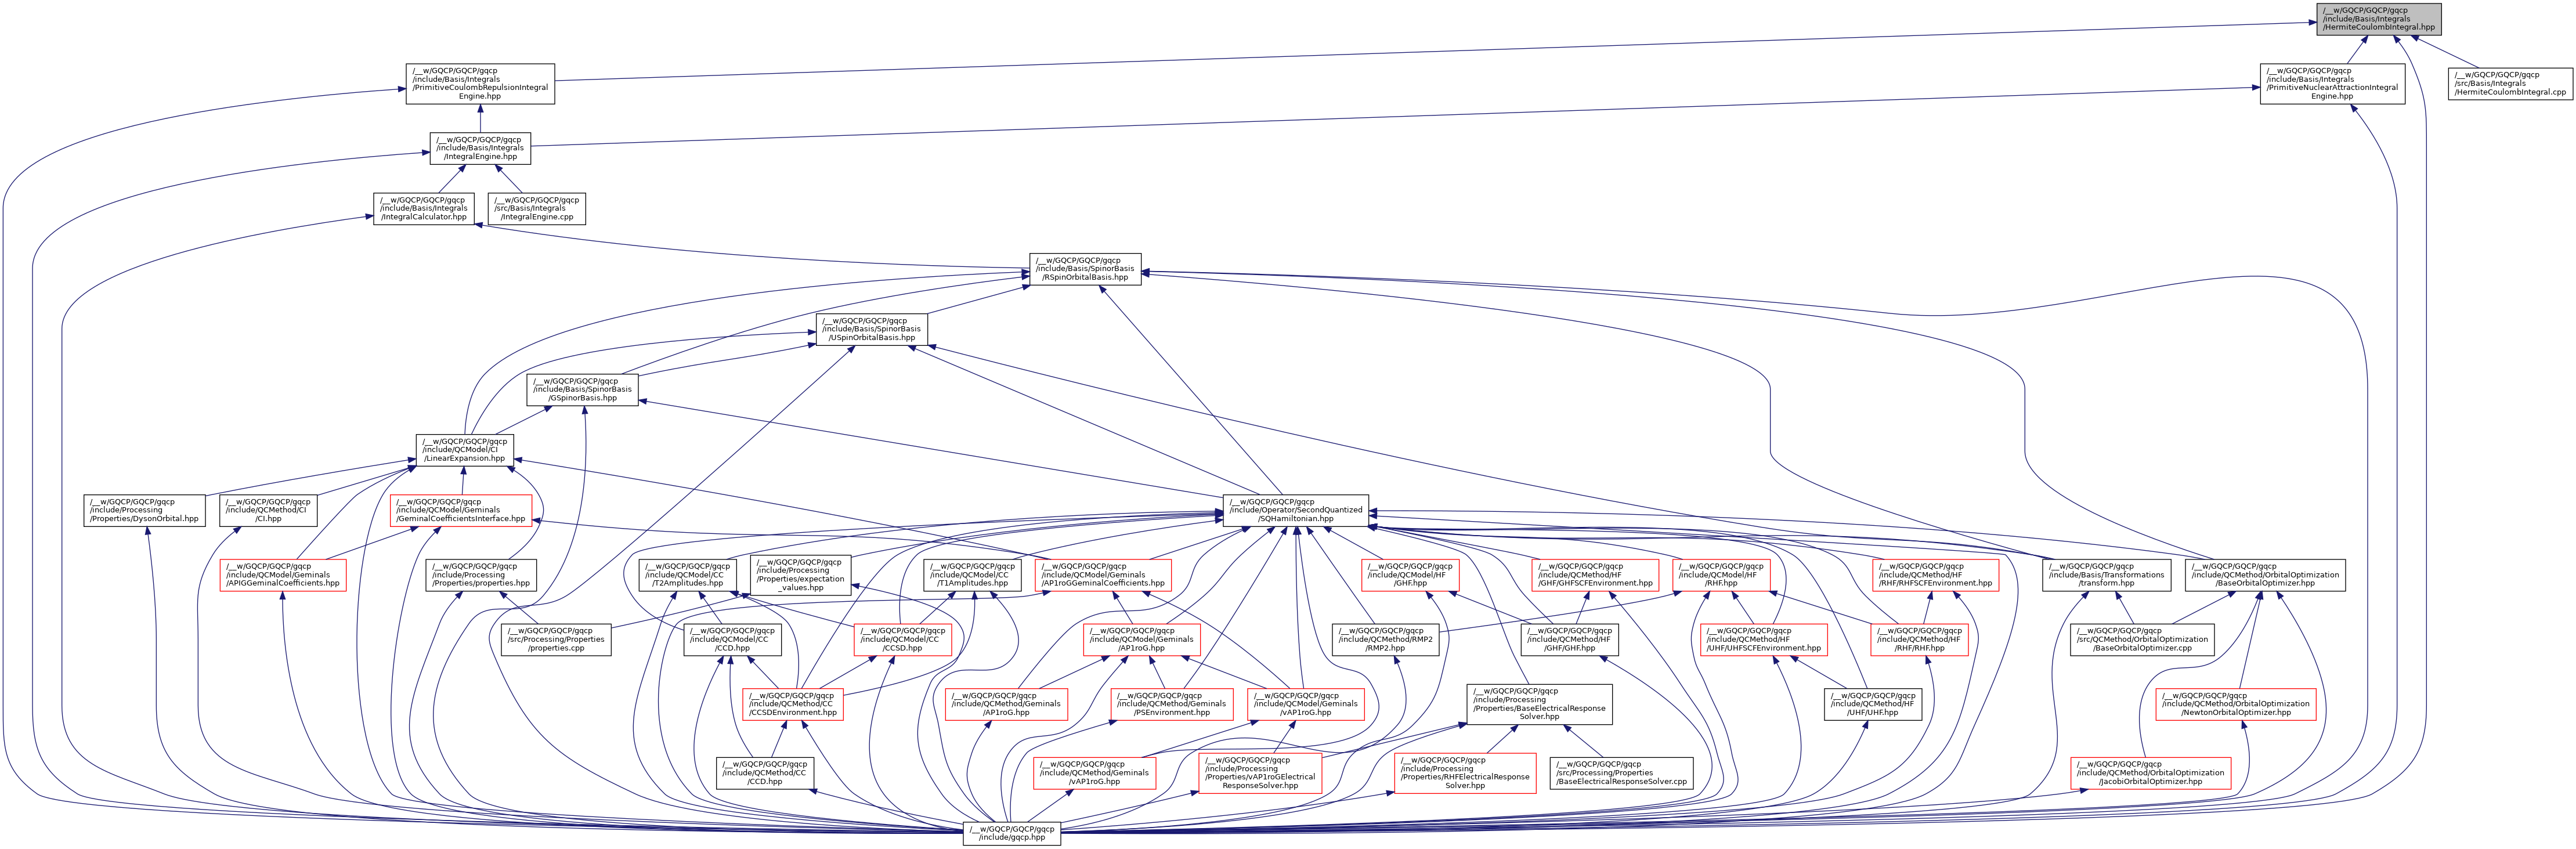 /__w/GQCP/GQCP/gqcp
/include/Basis/Integrals
/HermiteCoulombIntegral.hpp
/__w/GQCP/GQCP/gqcp
/include/Basis/Integrals
/PrimitiveCoulombRepulsionIntegral
Engine.hpp
/__w/GQCP/GQCP/gqcp
/include/Basis/Integrals
/PrimitiveNuclearAttractionIntegral
Engine.hpp
/__w/GQCP/GQCP/gqcp
/src/Basis/Integrals
/HermiteCoulombIntegral.cpp
/__w/GQCP/GQCP/gqcp
/include/Basis/Integrals
/IntegralEngine.hpp
/__w/GQCP/GQCP/gqcp
/include/Basis/Integrals
/IntegralCalculator.hpp
/__w/GQCP/GQCP/gqcp
/src/Basis/Integrals
/IntegralEngine.cpp
/__w/GQCP/GQCP/gqcp
/include/Basis/SpinorBasis
/RSpinOrbitalBasis.hpp
/__w/GQCP/GQCP/gqcp
/include/Basis/SpinorBasis
/USpinOrbitalBasis.hpp
/__w/GQCP/GQCP/gqcp
/include/Basis/SpinorBasis
/GSpinorBasis.hpp
/__w/GQCP/GQCP/gqcp
/include/QCModel/CI
/LinearExpansion.hpp
/__w/GQCP/GQCP/gqcp
/include/Processing
/Properties/DysonOrbital.hpp
/__w/GQCP/GQCP/gqcp
/include/QCMethod/CI
/CI.hpp
/__w/GQCP/GQCP/gqcp
/include/QCModel/Geminals
/GeminalCoefficientsInterface.hpp
/__w/GQCP/GQCP/gqcp
/include/Operator/SecondQuantized
/SQHamiltonian.hpp
/__w/GQCP/GQCP/gqcp
/include/QCModel/Geminals
/APIGGeminalCoefficients.hpp
/__w/GQCP/GQCP/gqcp
/include/Processing
/Properties/properties.hpp
/__w/GQCP/GQCP/gqcp
/include/QCModel/CC
/T2Amplitudes.hpp
/__w/GQCP/GQCP/gqcp
/include/Processing
/Properties/expectation
_values.hpp
/__w/GQCP/GQCP/gqcp
/include/QCModel/CC
/T1Amplitudes.hpp
/__w/GQCP/GQCP/gqcp
/include/QCModel/Geminals
/AP1roGGeminalCoefficients.hpp
/__w/GQCP/GQCP/gqcp
/include/QCModel/HF
/GHF.hpp
/__w/GQCP/GQCP/gqcp
/include/QCMethod/HF
/GHF/GHFSCFEnvironment.hpp
/__w/GQCP/GQCP/gqcp
/include/QCModel/HF
/RHF.hpp
/__w/GQCP/GQCP/gqcp
/include/QCMethod/HF
/RHF/RHFSCFEnvironment.hpp
/__w/GQCP/GQCP/gqcp
/include/Basis/Transformations
/transform.hpp
/__w/GQCP/GQCP/gqcp
/include/QCMethod/OrbitalOptimization
/BaseOrbitalOptimizer.hpp
/__w/GQCP/GQCP/gqcp
/src/Processing/Properties
/properties.cpp
/__w/GQCP/GQCP/gqcp
/include/QCModel/CC
/CCD.hpp
/__w/GQCP/GQCP/gqcp
/include/QCModel/CC
/CCSD.hpp
/__w/GQCP/GQCP/gqcp
/include/QCModel/Geminals
/AP1roG.hpp
/__w/GQCP/GQCP/gqcp
/include/QCMethod/RMP2
/RMP2.hpp
/__w/GQCP/GQCP/gqcp
/include/QCMethod/HF
/GHF/GHF.hpp
/__w/GQCP/GQCP/gqcp
/include/QCMethod/HF
/UHF/UHFSCFEnvironment.hpp
/__w/GQCP/GQCP/gqcp
/include/QCMethod/HF
/RHF/RHF.hpp
/__w/GQCP/GQCP/gqcp
/src/QCMethod/OrbitalOptimization
/BaseOrbitalOptimizer.cpp
/__w/GQCP/GQCP/gqcp
/include/QCMethod/CC
/CCSDEnvironment.hpp
/__w/GQCP/GQCP/gqcp
/include/QCMethod/Geminals
/AP1roG.hpp
/__w/GQCP/GQCP/gqcp
/include/QCMethod/Geminals
/PSEnvironment.hpp
/__w/GQCP/GQCP/gqcp
/include/QCModel/Geminals
/vAP1roG.hpp
/__w/GQCP/GQCP/gqcp
/include/Processing
/Properties/BaseElectricalResponse
Solver.hpp
/__w/GQCP/GQCP/gqcp
/include/QCMethod/HF
/UHF/UHF.hpp
/__w/GQCP/GQCP/gqcp
/include/QCMethod/OrbitalOptimization
/NewtonOrbitalOptimizer.hpp
/__w/GQCP/GQCP/gqcp
/include/QCMethod/CC
/CCD.hpp
/__w/GQCP/GQCP/gqcp
/include/QCMethod/Geminals
/vAP1roG.hpp
/__w/GQCP/GQCP/gqcp
/include/Processing
/Properties/vAP1roGElectrical
ResponseSolver.hpp
/__w/GQCP/GQCP/gqcp
/include/Processing
/Properties/RHFElectricalResponse
Solver.hpp
/__w/GQCP/GQCP/gqcp
/src/Processing/Properties
/BaseElectricalResponseSolver.cpp
/__w/GQCP/GQCP/gqcp
/include/QCMethod/OrbitalOptimization
/JacobiOrbitalOptimizer.hpp
/__w/GQCP/GQCP/gqcp
/include/gqcp.hpp